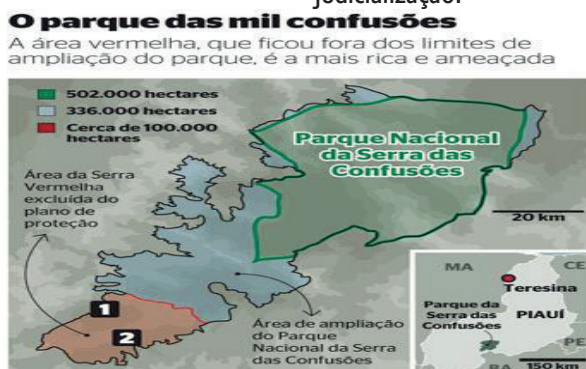 judicialização.
O parque das mil confusões
A área vermelha, que ficou fora dos limites de
ampliação do parque, é a mais rica e ameaçada
502.000 hectares
336.000 hectares
Cerca de 100.000
hectares
Parque Nacional
da Serra das
Confusões
Área da Serra
Vermelha
excluída do
plano de
proteção
20 km
1
2
Área de ampliação
do Parque
Nacional da Serra
das Confusões
MA
CE
Teresina
Parque da
Serra das
Confusões
PIAUÍ
PE
BA
150 km